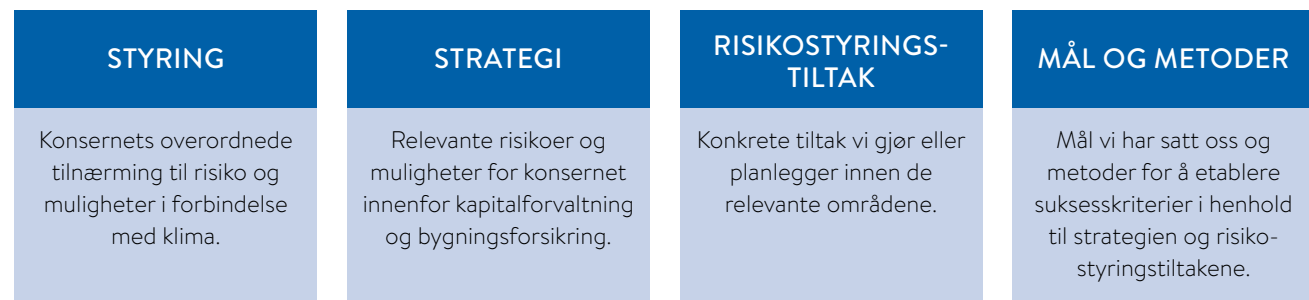 STYRING
Konsernets overordnede
tilnærming til risiko og
muligheter i forbindelse
med klima.
STRATEGI
Relevante risikoer og
muligheter for konsernet
innenfor kapitalforvaltning
og bygningsforsikring.
RISIKOSTYRINGS-
TILTAK
Konkrete tiltak vi gjør eller
planlegger innen de
relevante områdene.
MÅL OG METODER
Mål vi har satt oss og
metoder for å etablere
suksesskriterier i henhold
til strategien og risiko-
styringstiltakene.